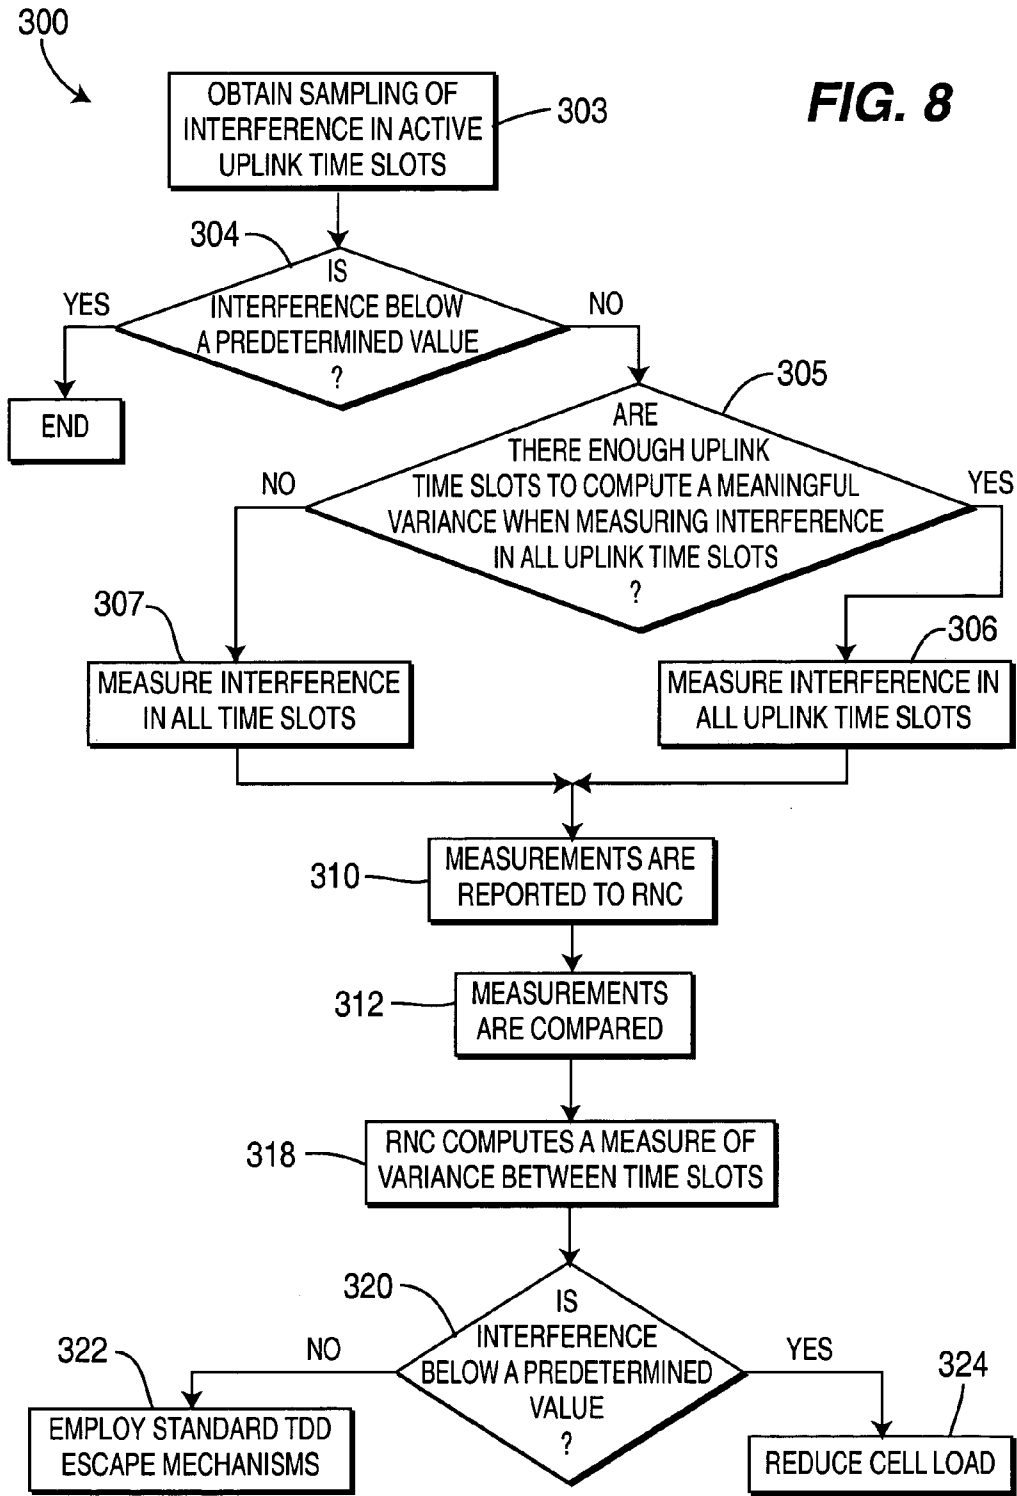 300
FIG. 8
OBTAIN SAMPLING OF
INTERFERENCE IN ACTIVE
UPLINK TIME SLOTS
303
304
IS
INTERFERENCE BELOW
A PREDETERMINED VALUE
?
YES
NO
END
305
ARE
THERE ENOUGH UPLINK
TIME SLOTS TO COMPUTE A MEANINGFUL
VARIANCE WHEN MEASURING INTERFERENCE
IN ALL UPLINK TIME SLOTS
?
NO
YES
307
MEASURE INTERFERENCE
IN ALL TIME SLOTS
306
MEASURE INTERFERENCE IN
ALL UPLINK TIME SLOTS
310
MEASUREMENTS ARE
REPORTED TO RNC
312
MEASUREMENTS
ARE COMPARED
318
RNC COMPUTES A MEASURE OF
VARIANCE BETWEEN TIME SLOTS
320
IS
INTERFERENCE
BELOW A PREDETERMINED
VALUE
?
NO
YES
322
EMPLOY STANDARD TDD
ESCAPE MECHANISMS
324
REDUCE CELL LOAD